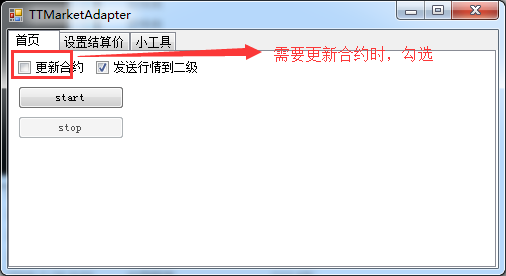 TTMarketAdapter
首页 设置结算价 小工具
更新合约 发送行情到二级 需要更新合约时，勾选
start
stop